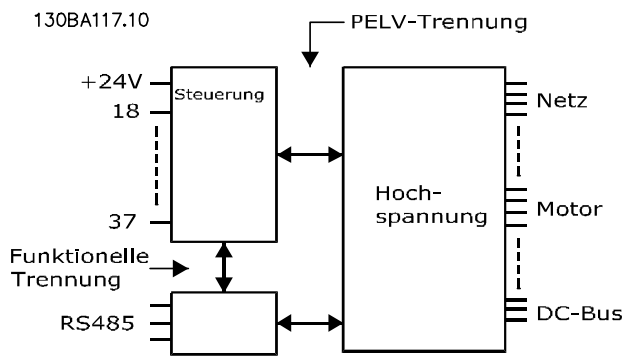 130BA117.10
PELV-Trennung
+24V
Steuerung
18
37
Funktionelle
Trennung
RS485
Hoch-
spannung
Netz
Motor
DC-Bus